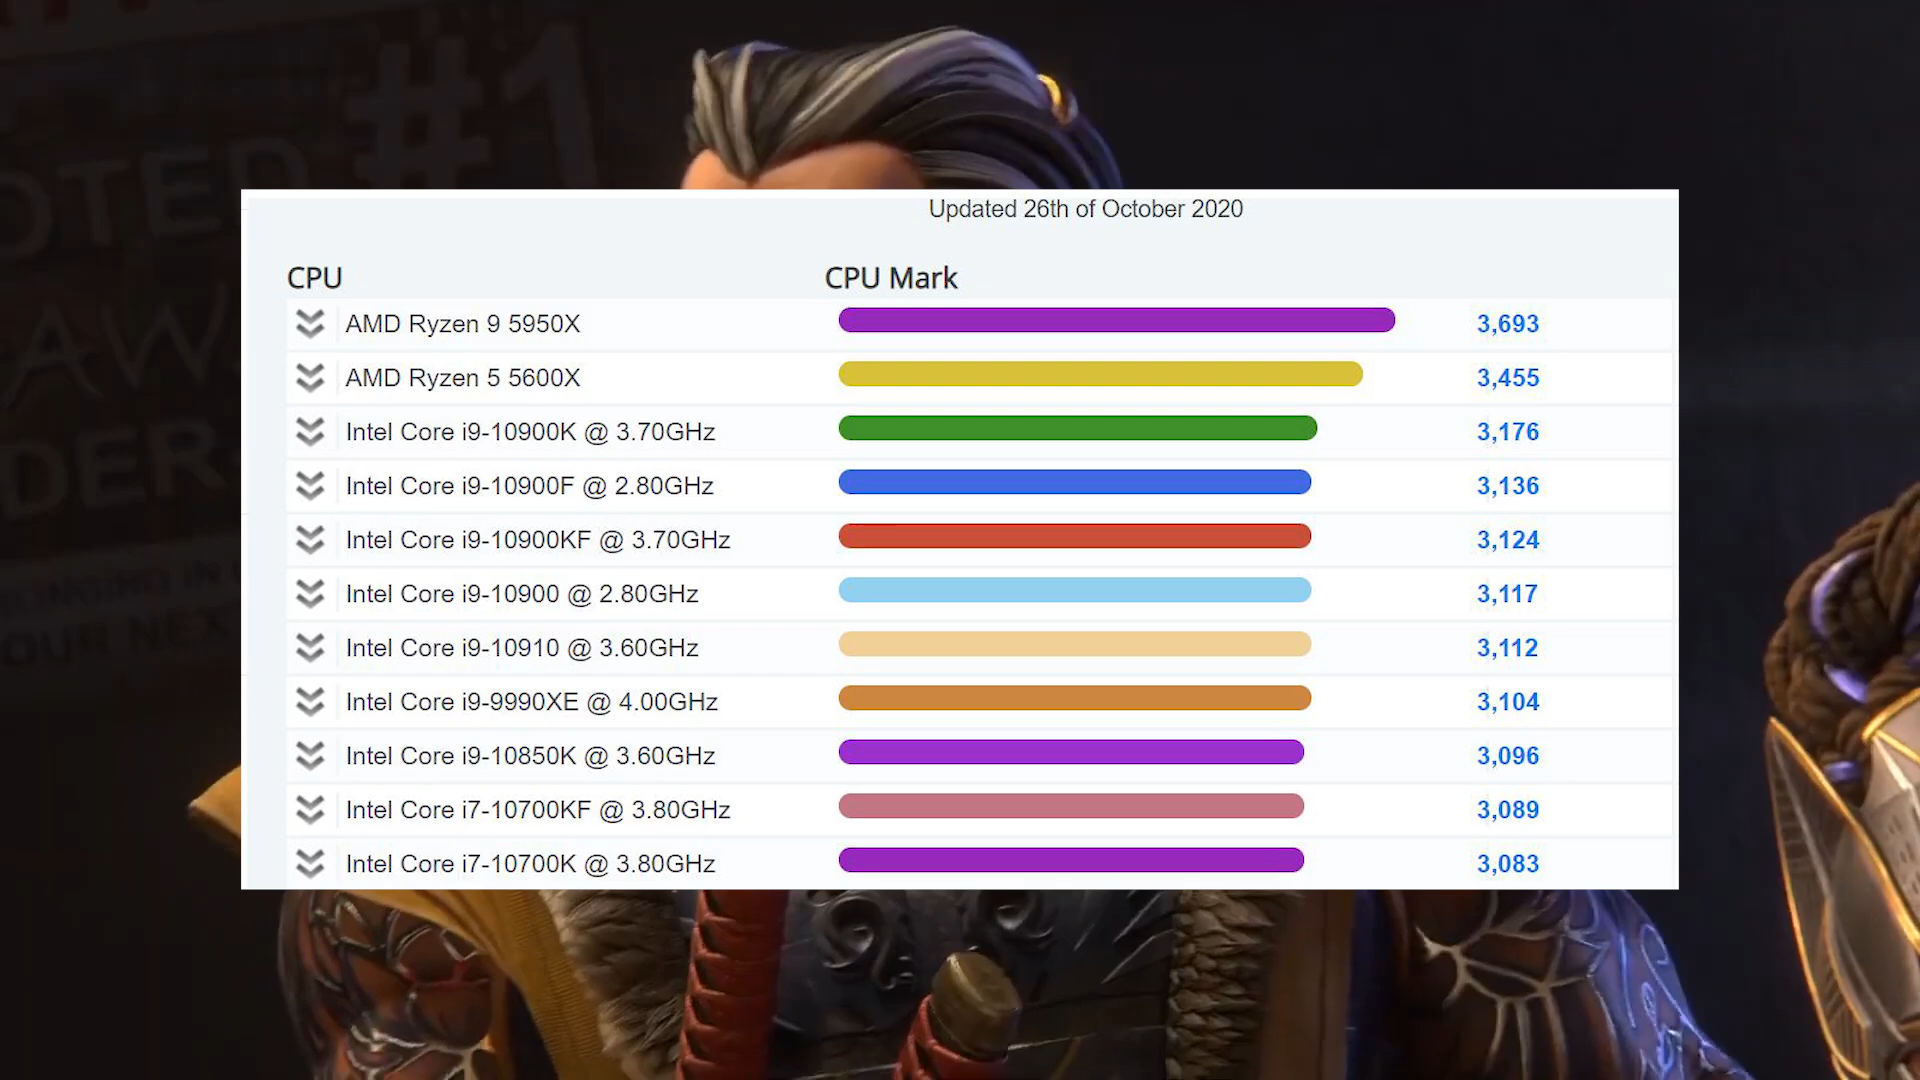 #1
Updated 26th of October 2020
CPU CPU Mark
AMD Ryzen 9 5950X 3,693
AMD Ryzen 5 5600X 3,455
Intel Core i9-10900K @ 3.70GHz 3,176
Intel Core i9-10900F @ 2.80GHz 3,136
Intel Core i9-10900KF @ 3.70GHz 3,124
Intel Core i9-10900 @ 2.80GHz 3,117
Intel Core i9-10910 @ 3.60GHz 3,112
Intel Core i9-9990XE @ 4.00GHz 3,104
Intel Core i9-10850K @ 3.60GHz 3,096
Intel Core i7-10700KF @ 3.80GHz 3,089
Intel Core i7-10700K @ 3.80GHz 3,083